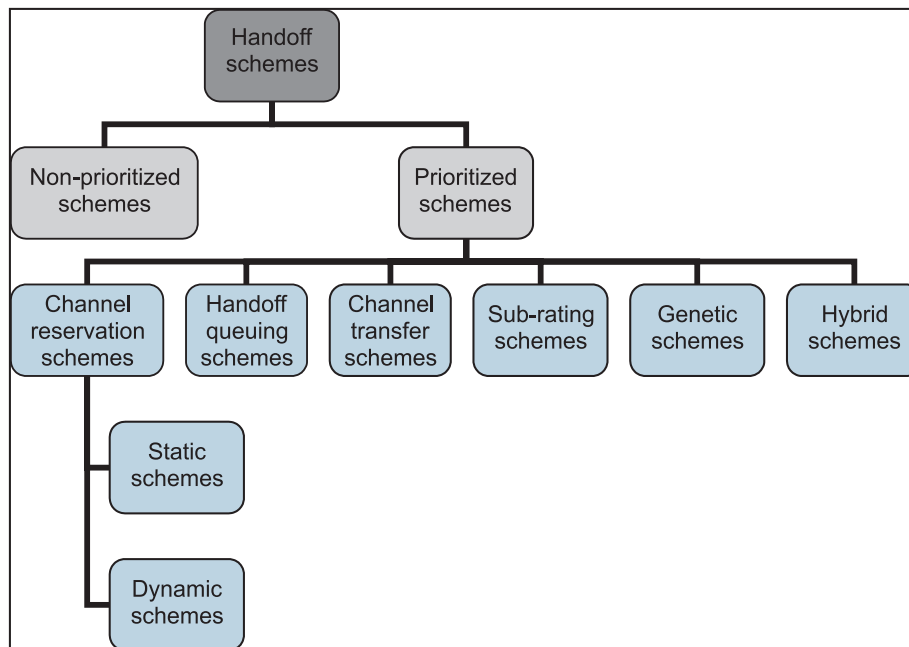 Handoff
schemes
Non-prioritized
schemes
Prioritized
schemes
Channel
reservation
schemes
Handoff
queuing
schemes
Channel
transfer
schemes
Sub-rating
schemes
Genetic
schemes
Hybrid
schemes
Static
schemes
Dynamic
schemes